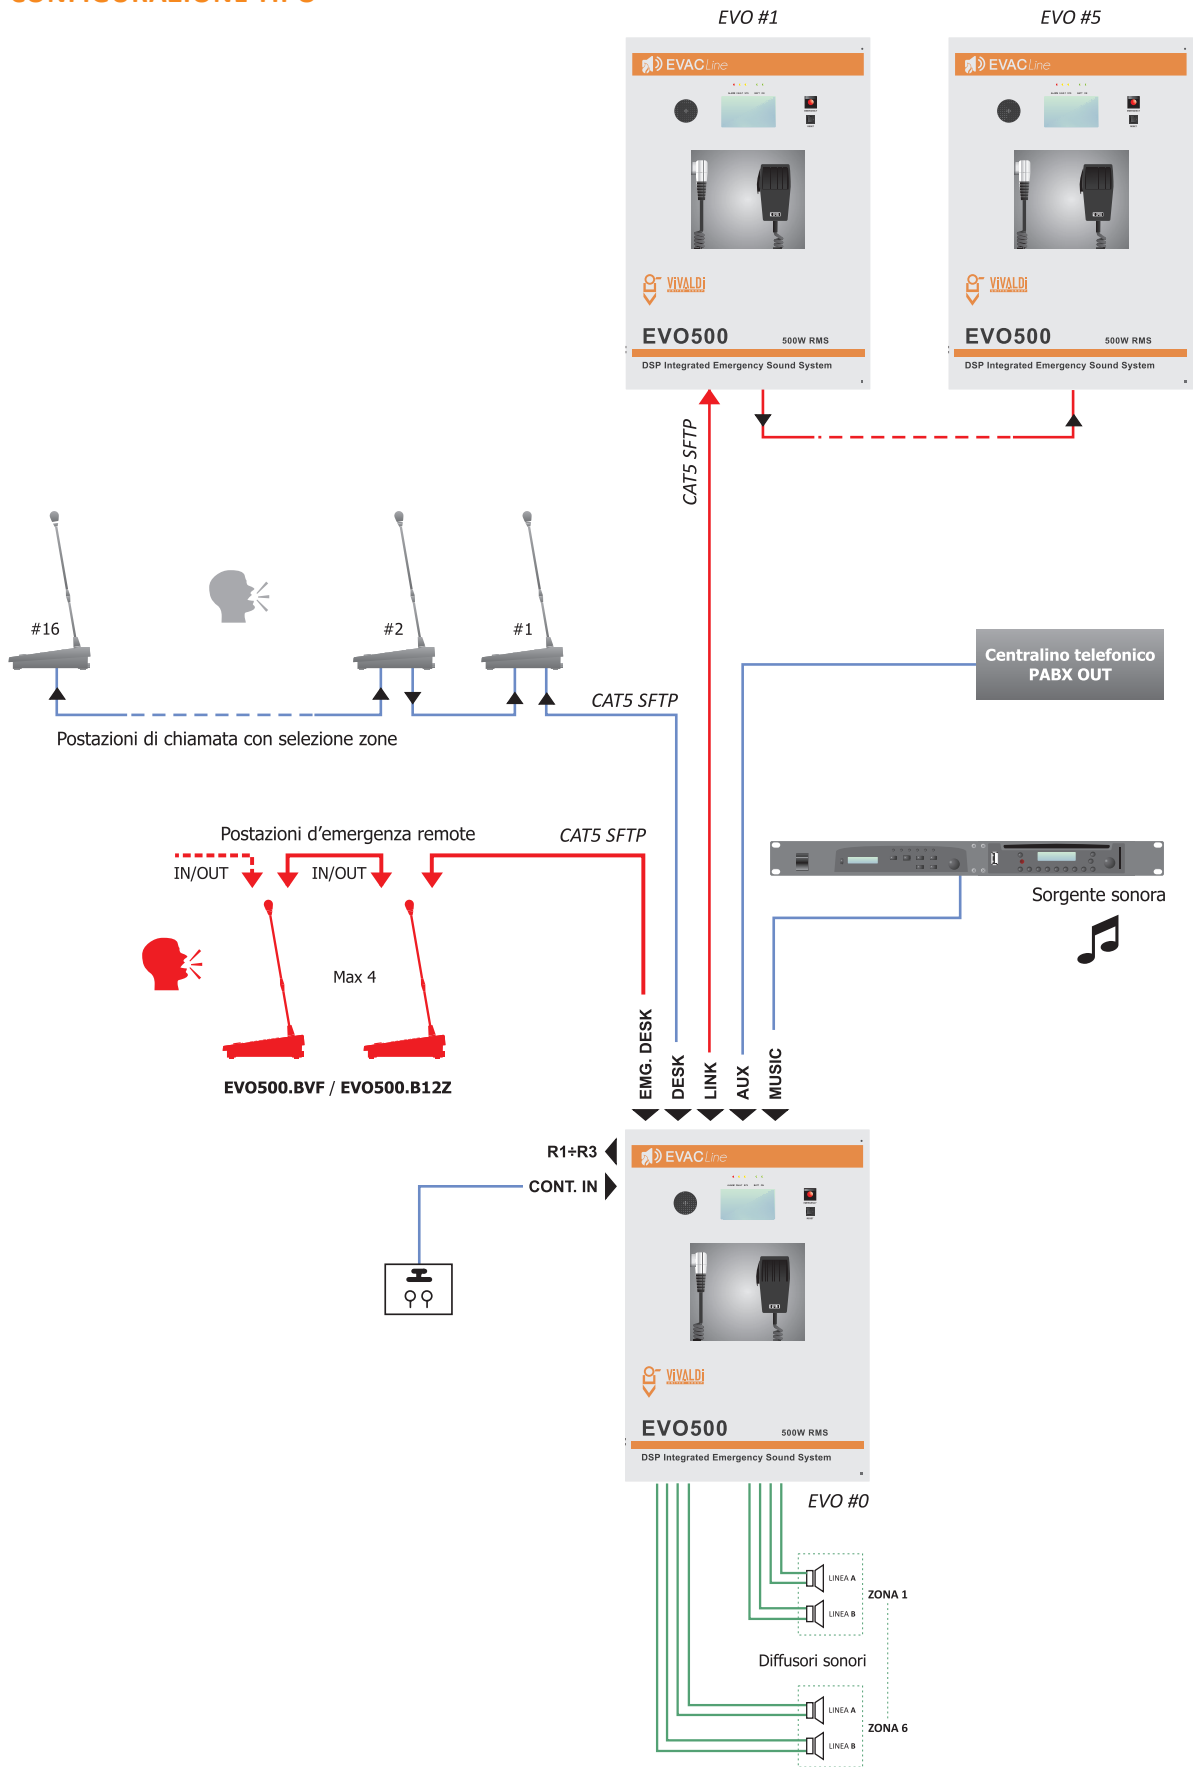 CONFIGURAZIONE TIPO
EVO #1
EVO #5
EVACLine
EVACLine
VIVALDI
VIVALDI
EVO500
500W RMS
EVO500
500W RMS
DSP Integrated Emergency Sound System
DSP Integrated Emergency Sound System
CAT5 SFTP
#16
#2
#1
CAT5 SFTP
Postazioni di chiamata con selezione zone
Centralino telefonico
PABX OUT
Postazioni d'emergenza remote
CAT5 SFTP
IN/OUT
IN/OUT
Max 4
EVO500.BVF / EVO500.B12Z
Sorgente sonora
EMG. DESK
DESK
LINK
AUX
MUSIC
R1÷R3
CONT. IN
EVACLine
VIVALDI
EVO500
500W RMS
DSP Integrated Emergency Sound System
EVO #0
LINEA A
ZONA 1
LINEA B
Diffusori sonori
LINEA A
ZONA 6
LINEA B